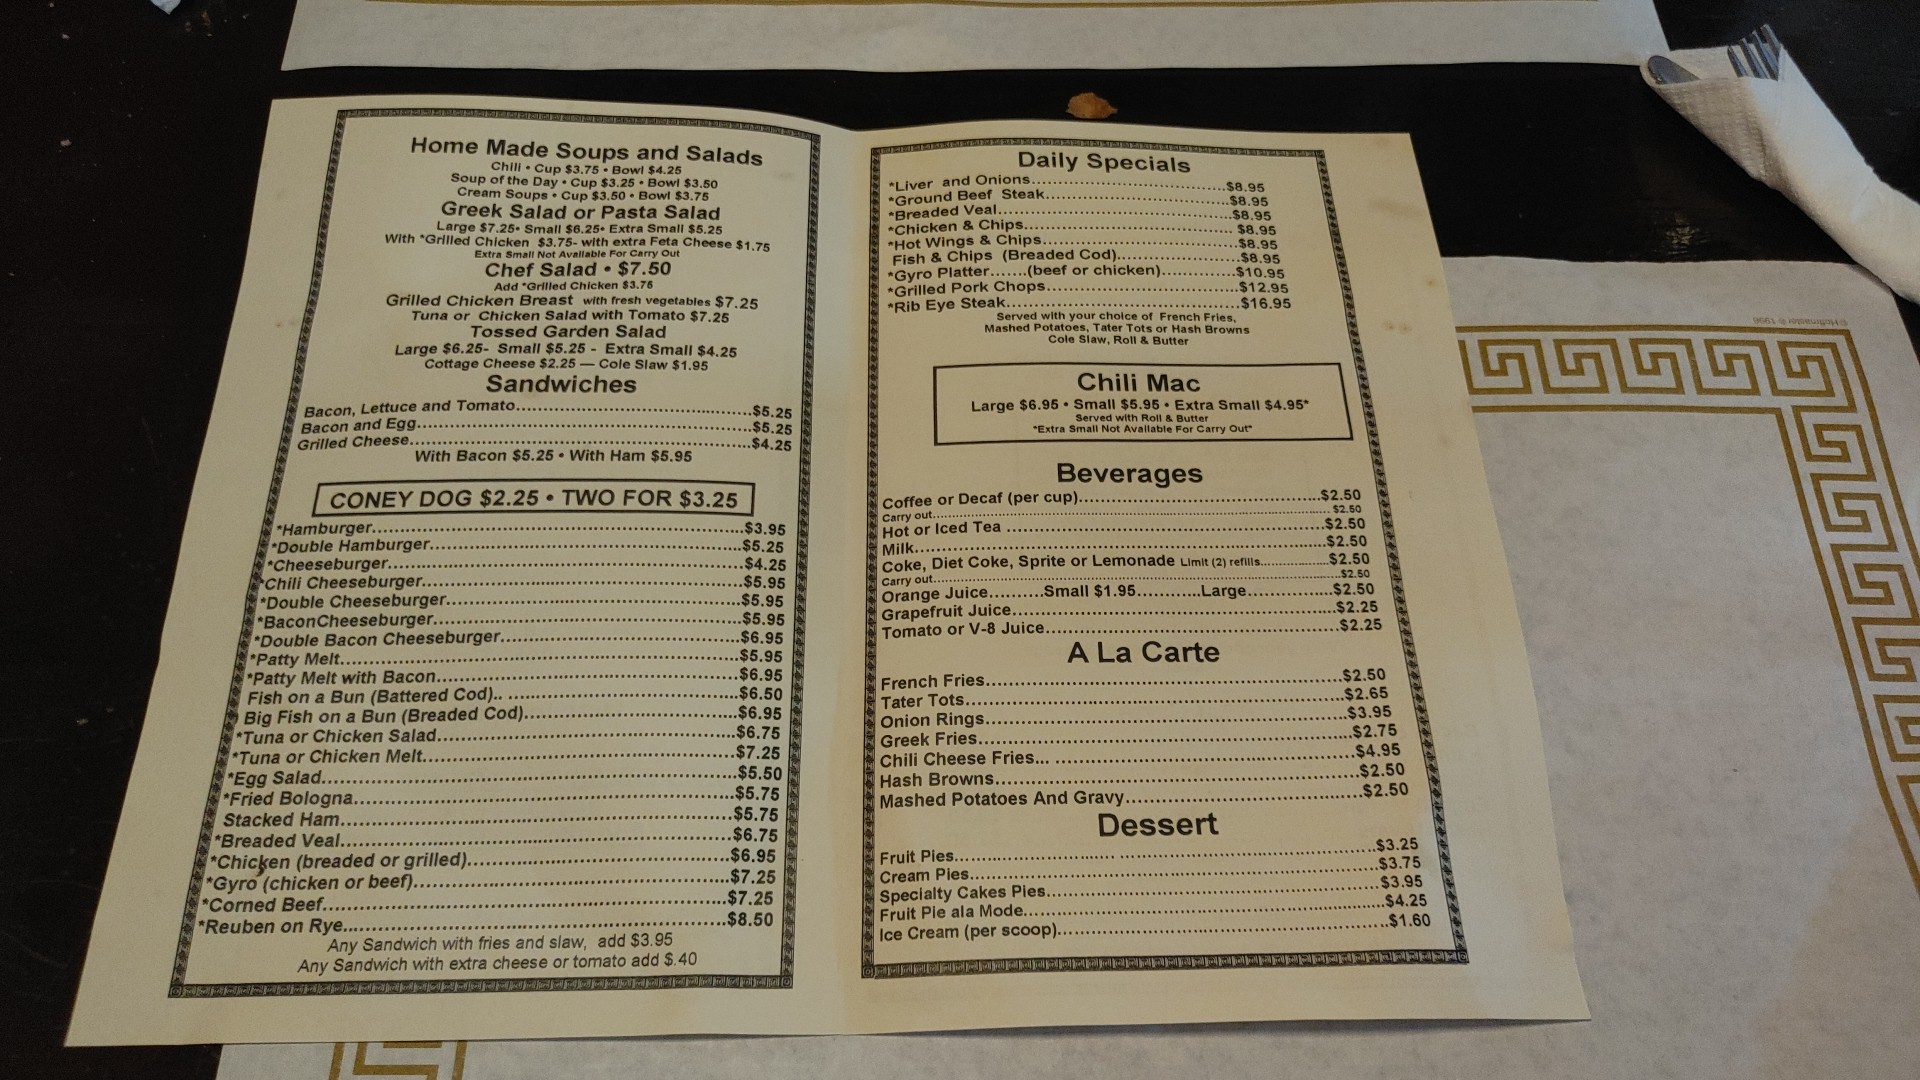 Home Made Soups and Salads
Chili • Cup $3.75 • Bowl $4.25
Soup of the Day • Cup $3.25 • Bowl $3.50
Cream Soups • Cup $3.50 • Bowl $3.75
Greek Salad or Pasta Salad
Large $7.25• Small $6.25• Extra Small $5.25
With *Grilled Chicken $3.75- with extra Feta Cheese $1.75
Extra Small Not Available For Carry Out
Chef Salad • $7.50
Add *Grilled Chicken $3.75
Grilled Chicken Breast with fresh vegetables $7.25
Tuna or Chicken Salad with Tomato $7.25
Tossed Garden Salad
Large $6.25- Small $5.25 - Extra Small $4.25
Cottage Cheese $2.25 — Cole Slaw $1.95
Sandwiches
Bacon, Lettuce and Tomato...$5.25
Bacon and Egg...$5.25
Grilled Cheese...$4.25
With Bacon $5.25 • With Ham $5.95
CONEY DOG $2.25 • TWO FOR $3.25
*Hamburger...$3.95
*Double Hamburger...$5.25
*Cheeseburger...$4.25
*Chili Cheeseburger...$5.95
*Double Cheeseburger...$5.95
*BaconCheeseburger...$5.95
*Double Bacon Cheeseburger...$6.95
*Patty Melt...$5.95
*Patty Melt with Bacon...$6.95
Fish on a Bun (Battered Cod).. ...$6.50
Big Fish on a Bun (Breaded Cod)...$6.95
*Tuna or Chicken Salad...$6.75
*Tuna or Chicken Melt...$7.25
*Egg Salad...$5.50
*Fried Bologna...$5.75
Stacked Ham...$5.75
*Breaded Veal...$6.75
*Chicken (breaded or grilled)...$6.95
*Gyro (chicken or beef)...$7.25
*Corned Beef...$7.25
*Reuben on Rye...$8.50
Any Sandwich with fries and slaw, add $3.95
Any Sandwich with extra cheese or tomato add $.40
Daily Specials
*Liver and Onions...$8.95
*Ground Beef Steak...$8.95
*Breaded Veal...$8.95
*Chicken & Chips...$8.95
*Hot Wings & Chips...$8.95
Fish & Chips (Breaded Cod)...$8.95
*Gyro Platter.......(beef or chicken)...$10.95
*Grilled Pork Chops...$12.95
*Rib Eye Steak...$16.95
Served with your choice of French Fries,
Mashed Potatoes, Tater Tots or Hash Browns
Cole Slaw, Roll & Butter
Chili Mac
Large $6.95 • Small $5.95 • Extra Small $4.95*
Served with Roll & Butter
*Extra Small Not Available For Carry Out*
Beverages
Coffee or Decaf (per cup)...$2.50
Carry out...$2.50
Hot or Iced Tea ...$2.50
Milk...$2.50
Coke, Diet Coke, Sprite or Lemonade Limit (2) refills...$2.50
Carry out...$2.50
Orange Juice..........Small $1.95...........Large...............$2.50
Grapefruit Juice...$2.25
Tomato or V-8 Juice...$2.25
A La Carte
French Fries...$2.50
Tater Tots...$2.65
Onion Rings...$3.95
Greek Fries...$2.75
Chili Cheese Fries... ...$4.95
Hash Browns...$2.50
Mashed Potatoes And Gravy...$2.50
Dessert
Fruit Pies...$3.25
Cream Pies...$3.75
Specialty Cakes Pies...$3.95
Fruit Pie ala Mode...$4.25
Ice Cream (per scoop)...$1.60
© Hoffmaster ® 1996